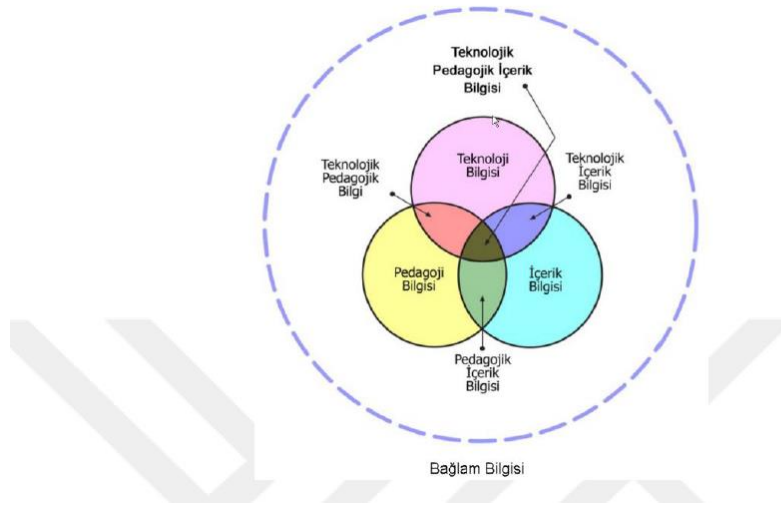 Teknolojik
Pedagojik İçerik
Bilgisi
Teknoloji
Bilgisi
Teknolojik
Pedagojik
Bilgi
Teknolojik
İçerik
Bilgisi
Pedagoji
Bilgisi
İçerik
Bilgisi
Pedagojik
İçerik
Bilgisi
Bağlam Bilgisi